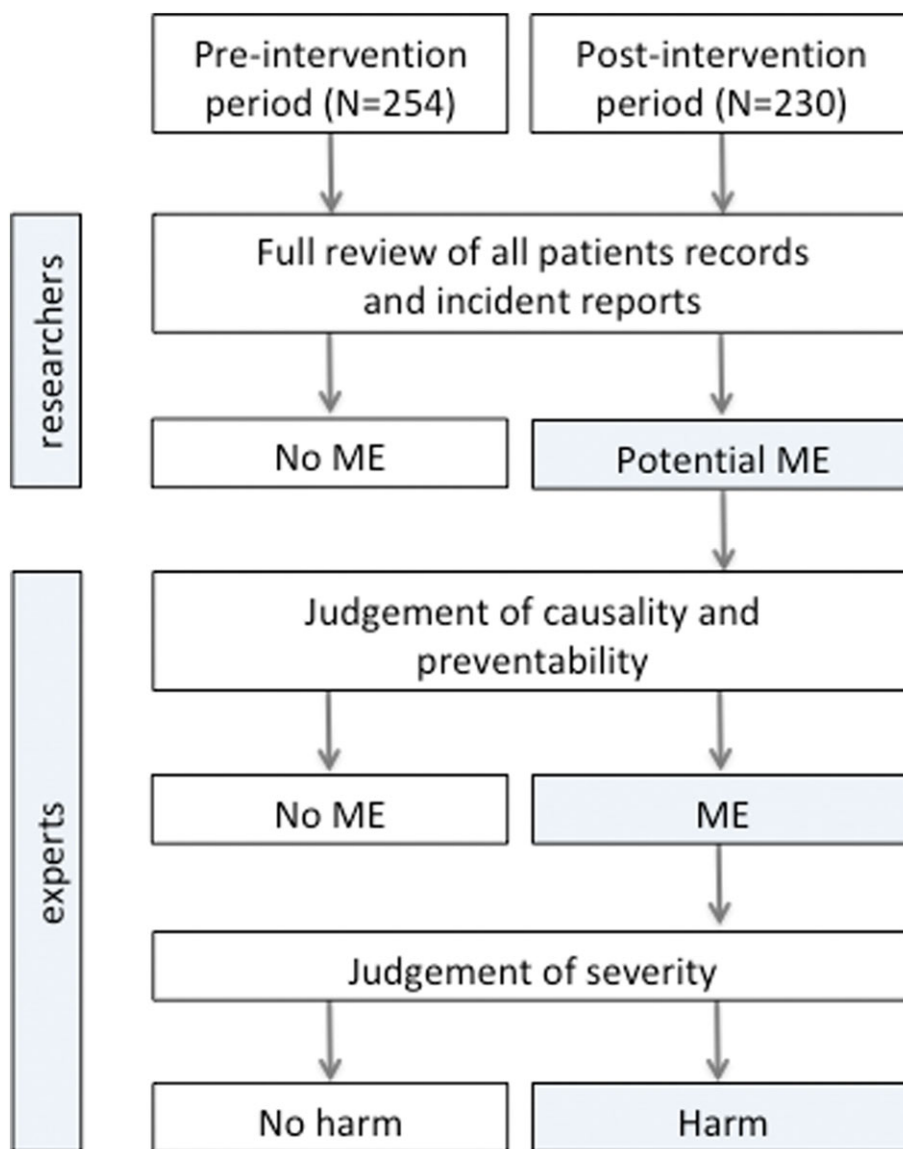 Pre-intervention
period (N=254)
Post-intervention
period (N=230)
researchers
Full review of all patients records
and incident reports
No ME
Potential ME
experts
Judgement of causality and
preventability
No ME
ME
Judgement of severity
No harm
Harm